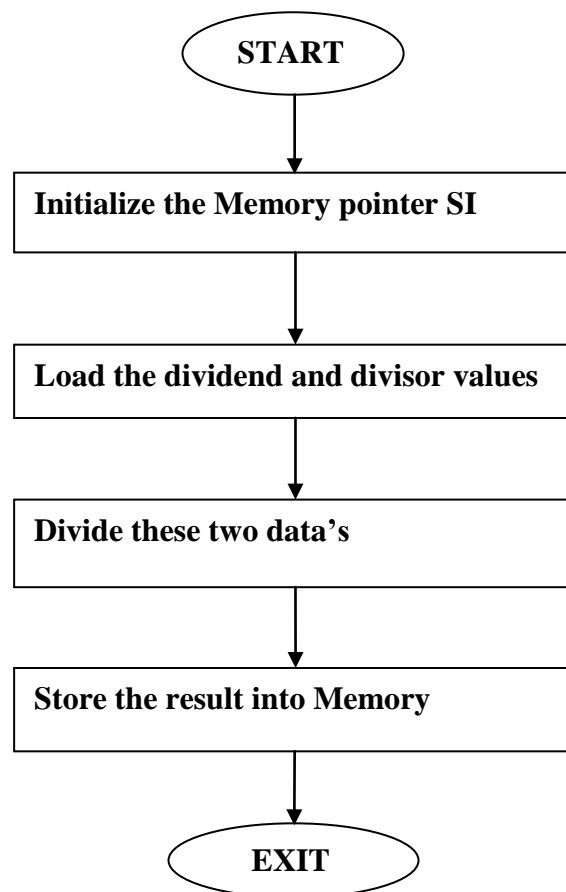 START
Initialize the Memory pointer SI
Load the dividend and divisor values
Divide these two data’s
Store the result into Memory
EXIT